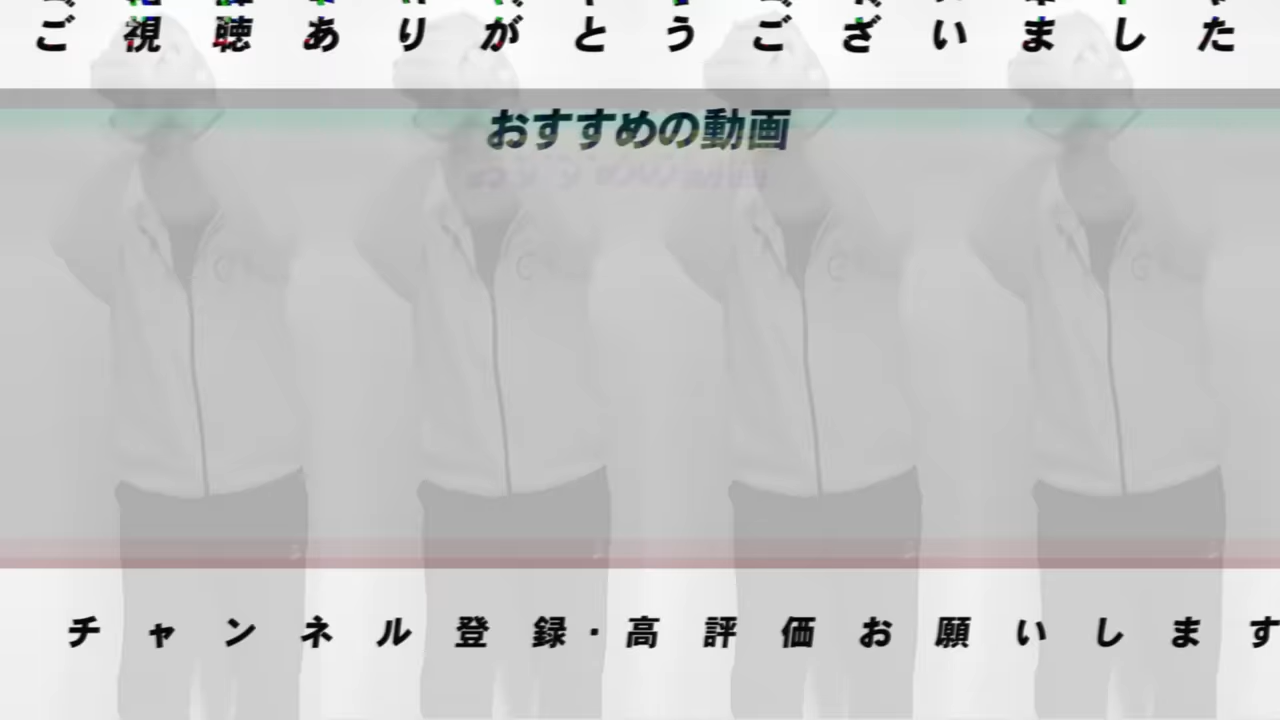 ご視聴ありがとうございました
おすすめの動画
チャンネル登録・高評価お願いします